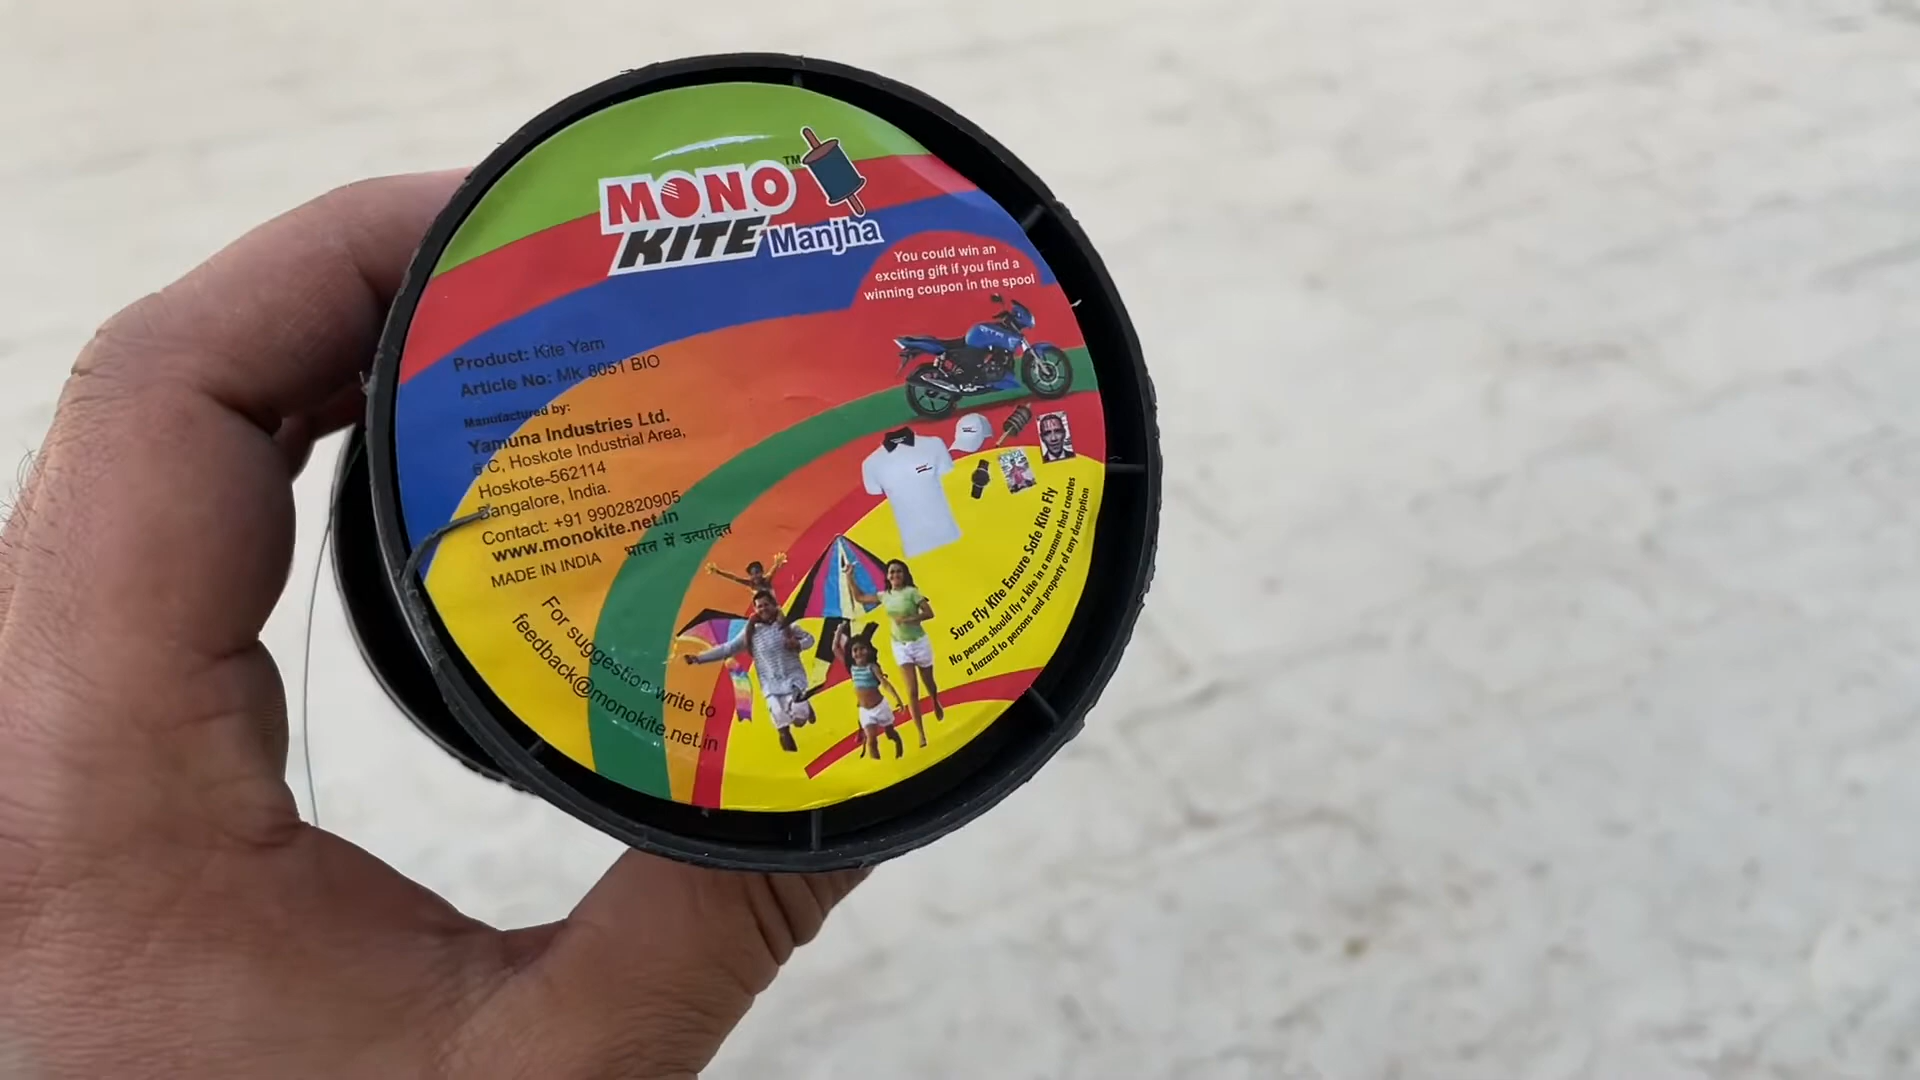 MONO™
KITE Manjha
You could win an
exciting gift if you find a
winning coupon in the spool
Product: Kite Yarn
Article No: MK 8051 BIO
Manufactured by:
Yamuna Industries Ltd.
6 C, Hoskote Industrial Area,
Hoskote-562114
Bangalore, India.
Contact: +91 9902820905
www.monokite.net.in
MADE IN INDIA भारत में उत्पादित
For suggestion write to
feedback@monokite.net.in
Sure Fly Kite Ensure Safe Kite Fly
No person should fly a kite in a manner that creates
a hazard to persons and property of any description